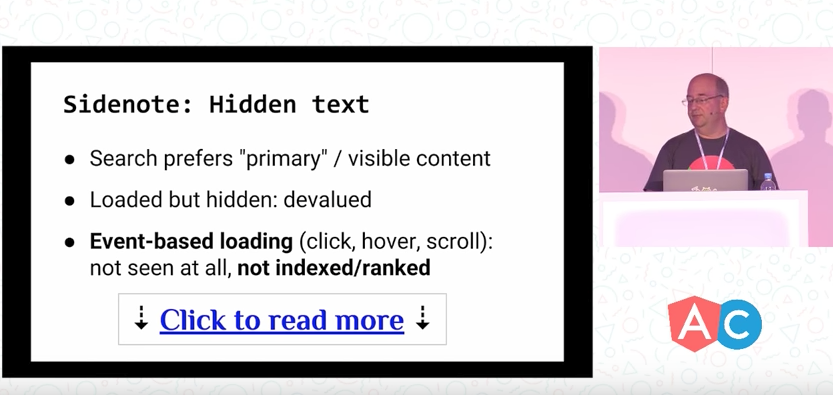 Sidenote: Hidden text
● Search prefers "primary" / visible content
● Loaded but hidden: devalued
● Event-based loading (click, hover, scroll):
not seen at all, not indexed/ranked
⇣ Click to read more ⇣
AC